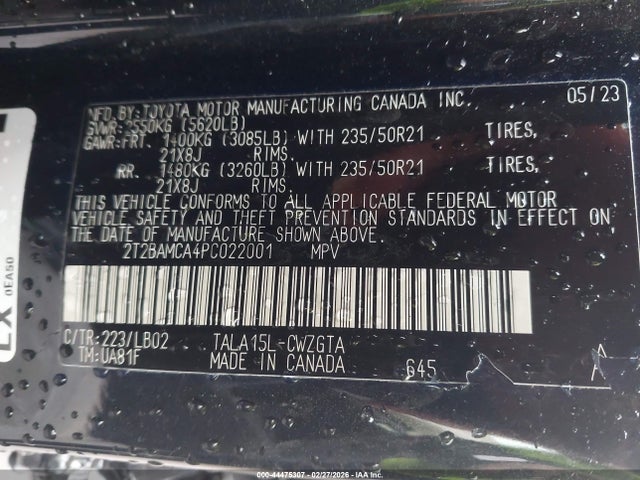 MFD.BY:TOYOTA MOTOR MANUFACTURING CANADA INC. 05/23
GVWR: 2550KG (5620LB)
GAWR-FRT. 1400KG (3085LB) WITH 235/50R21 TIRES,
21X8J RIMS.
RR. 1480KG (3260LB) WITH 235/50R21 TIRES,
21X8J RIMS.
THIS VEHICLE CONFORMS TO ALL APPLICABLE FEDERAL MOTOR
VEHICLE SAFETY AND THEFT PREVENTION STANDARDS IN EFFECT ON
THE DATE OF MANUFACTURE SHOWN ABOVE.
2T2BAMCA4PC022001 MPV
C/TR:223/LB02 TALA15L-CWZGTA
TM:UA81F MADE IN CANADA G45 A
LX
0EA50
000-44475307 - 02/27/2026 - IAA Inc.